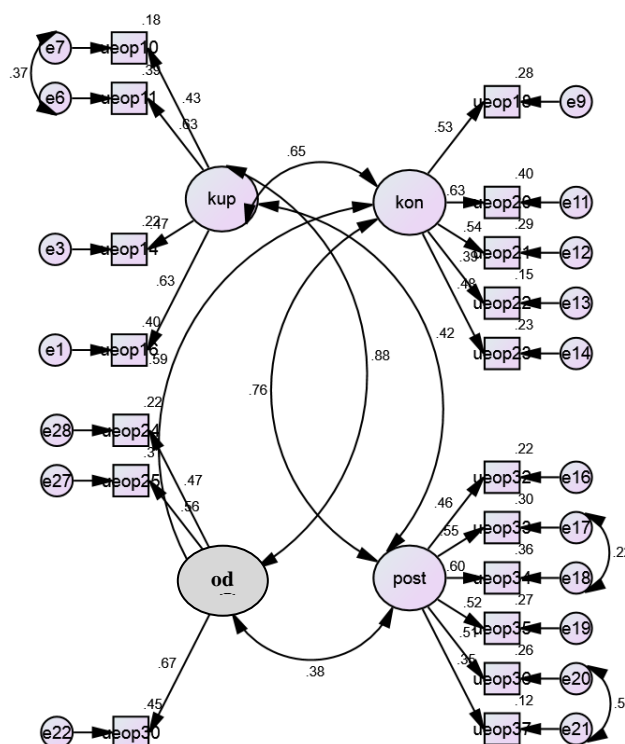 .18
e7
ueop10
.39
.37
e6
ueop11
.43
.63
.28
ueop18
e9
.53
.65
kup
kon
.40
.63
ueop20
e11
.29
.54
ueop21
e12
.22
.47
e3
ueop14
.15
.39
ueop22
e13
.23
.48
ueop23
e14
.63
.40
e1
ueop16
.59
.42
.88
.76
.22
e28
ueop24
e27
ueop25
.47
.56
.22
ueop32
e16
.46
.30
.55
ueop33
e17
.36
.60
ueop34
e18
od
post
.27
.52
ueop35
e19
.26
.51
e20
.35
.12
ueop37
e21
.38
.67
.45
e22
ueop30